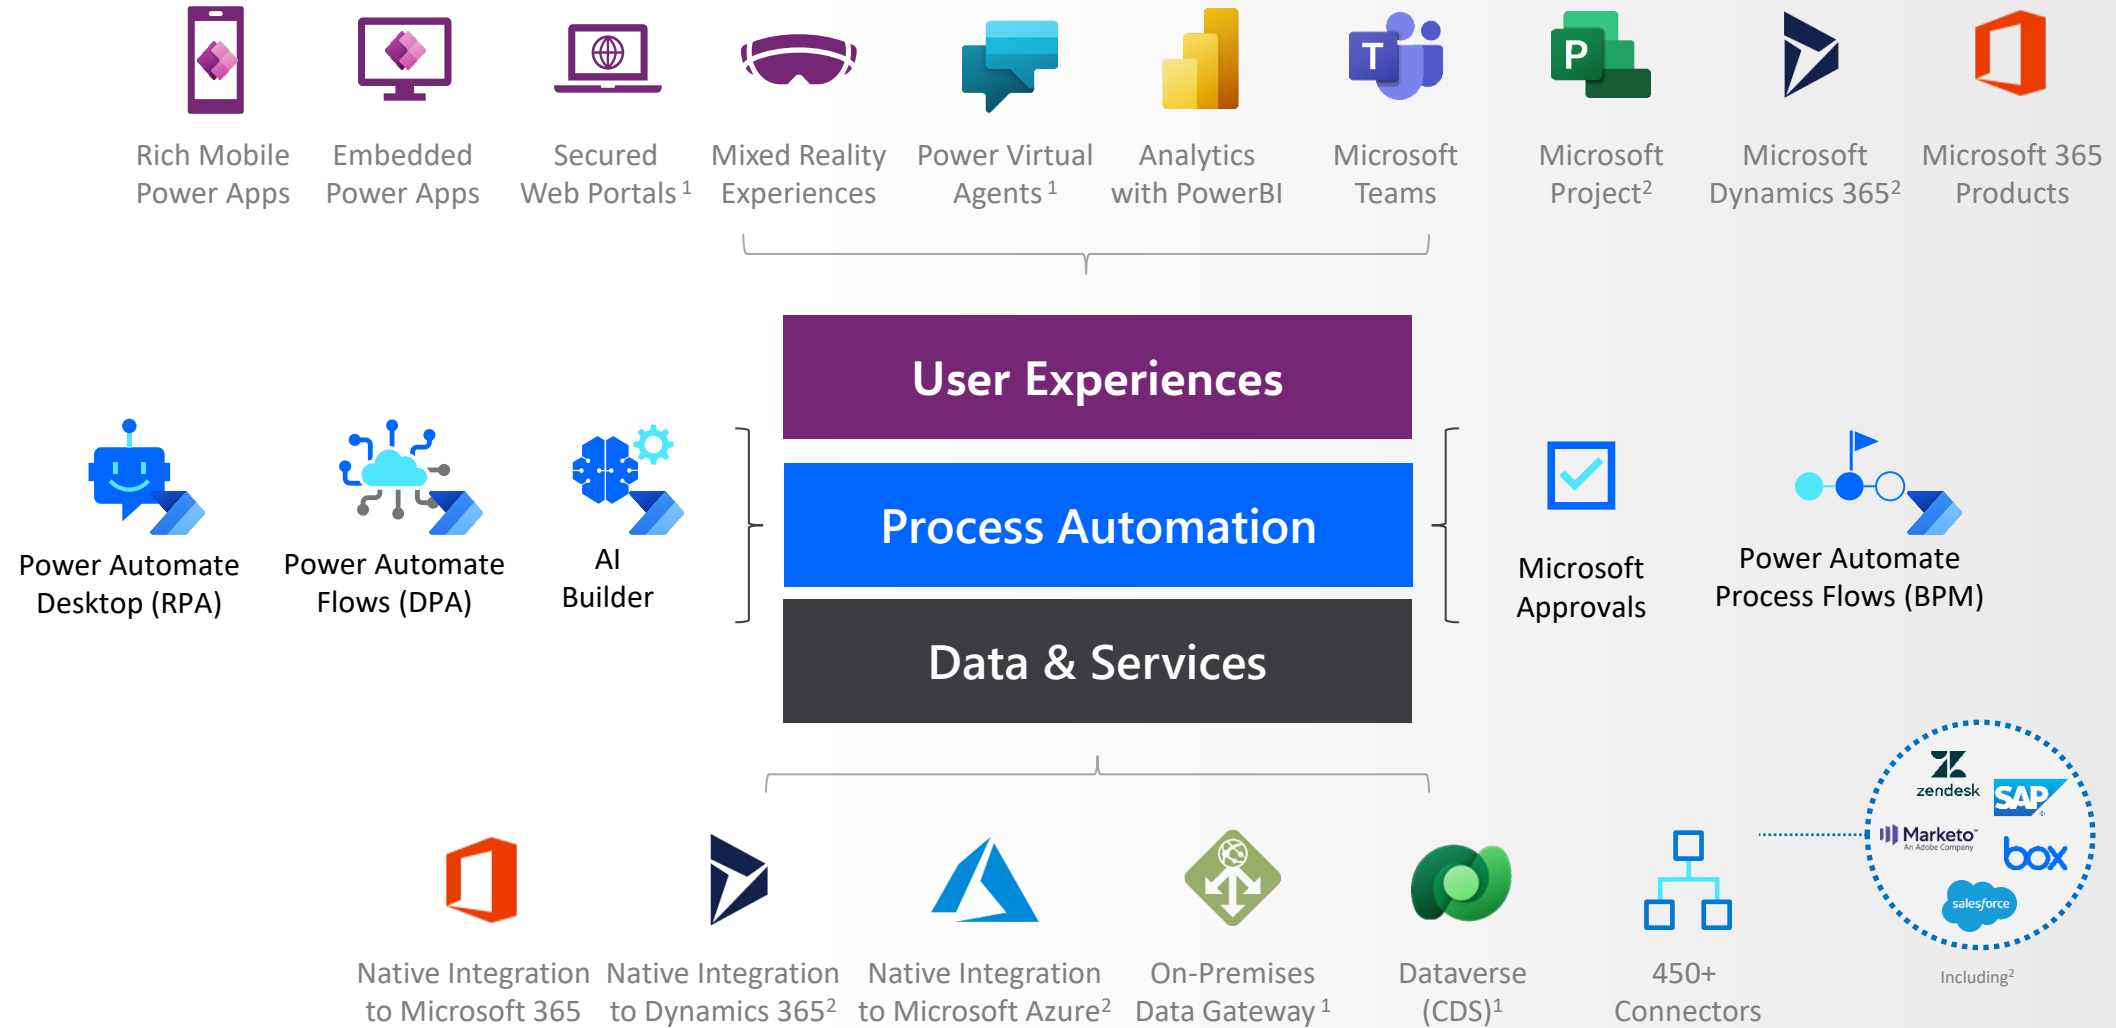 Rich Mobile
Power Apps
Embedded
Power Apps
Secured
Web Portals 1
Mixed Reality
Experiences
Power Virtual
Agents 1
Analytics
with PowerBI
T
Microsoft
Teams
P
Microsoft
Project2
Microsoft
Dynamics 3652
Microsoft 365
Products
User Experiences
Process Automation
Data & Services
Power Automate
Desktop (RPA)
Power Automate
Flows (DPA)
AI
Builder
Microsoft
Approvals
Power Automate
Process Flows (BPM)
Native Integration
to Microsoft 365
Native Integration
to Dynamics 3652
Native Integration
to Microsoft Azure2
On-Premises
Data Gateway 1
Dataverse
(CDS)1
450+
Connectors
zendesk
SAP
Marketo™
An Adobe Company
box
salesforce
Including2